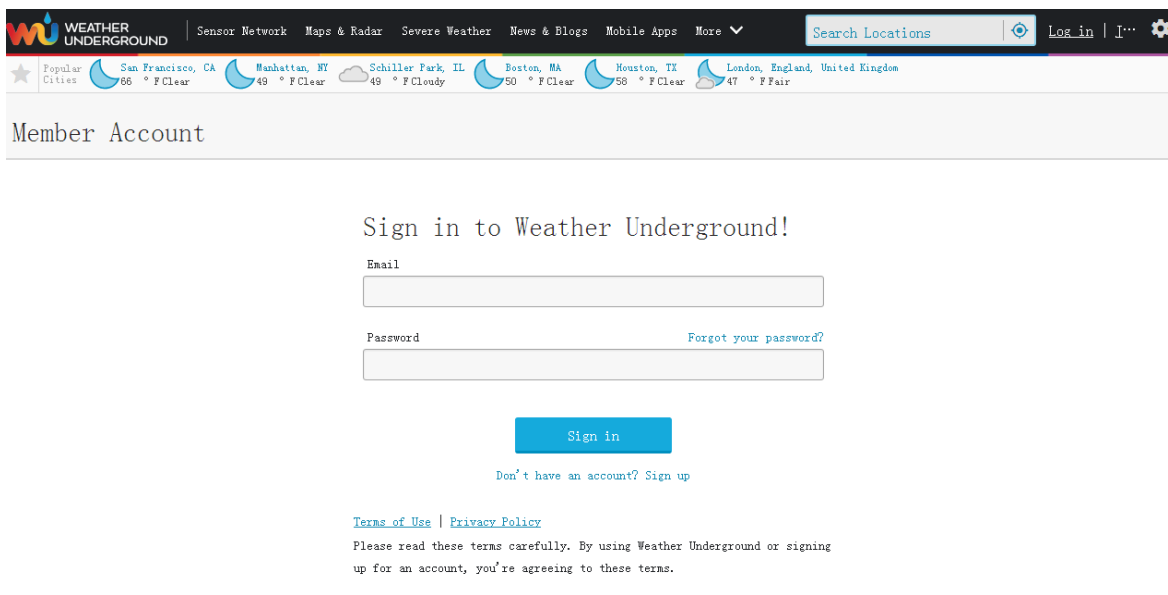 WEATHER
UNDERGROUND
Sensor Network Maps & Radar Severe Weather News & Blogs Mobile Apps More
Search Locations
Log in | J…
Popular
Cities
San Francisco, CA
66 ° F Clear
Manhattan, NY
49 ° F Clear
Schiller Park, IL
49 ° F Cloudy
Boston, MA
50 ° F Clear
Houston, TX
58 ° F Clear
London, England, United Kingdom
47 ° F Fair
Member Account
Sign in to Weather Underground!
Email
Password Forgot your password?
Sign in
Don't have an account? Sign up
Terms of Use | Privacy Policy
Please read these terms carefully. By using Weather Underground or signing
up for an account, you're agreeing to these terms.